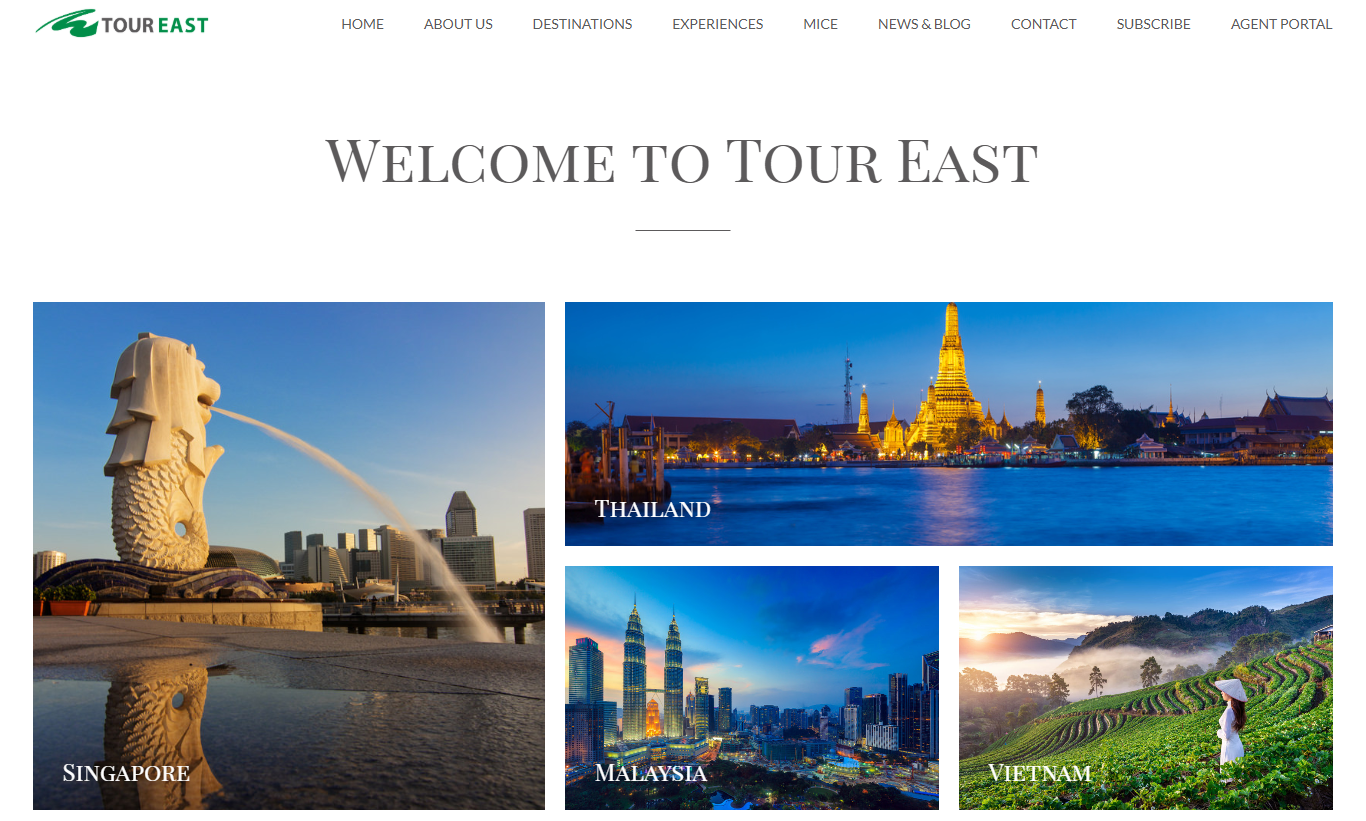 TOUR EAST
HOME ABOUT US DESTINATIONS EXPERIENCES MICE NEWS & BLOG CONTACT SUBSCRIBE AGENT PORTAL
WELCOME TO TOUR EAST
THAILAND
SINGAPORE
MALAYSIA
VIETNAM